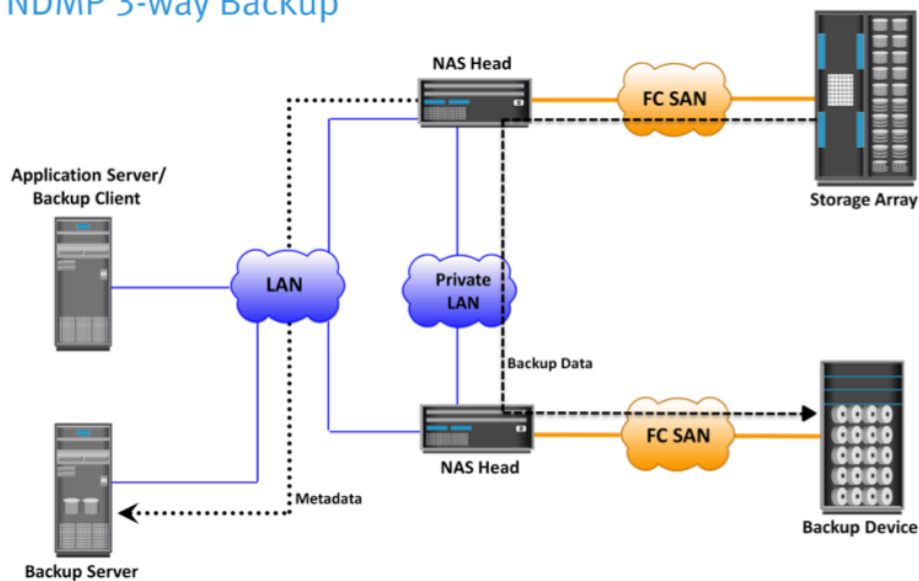 NDMP 3-way Backup
NAS Head
FC SAN
Storage Array
Application Server/
Backup Client
LAN
Private
LAN
Backup Data
NAS Head
FC SAN
Backup Device
Metadata
Backup Server